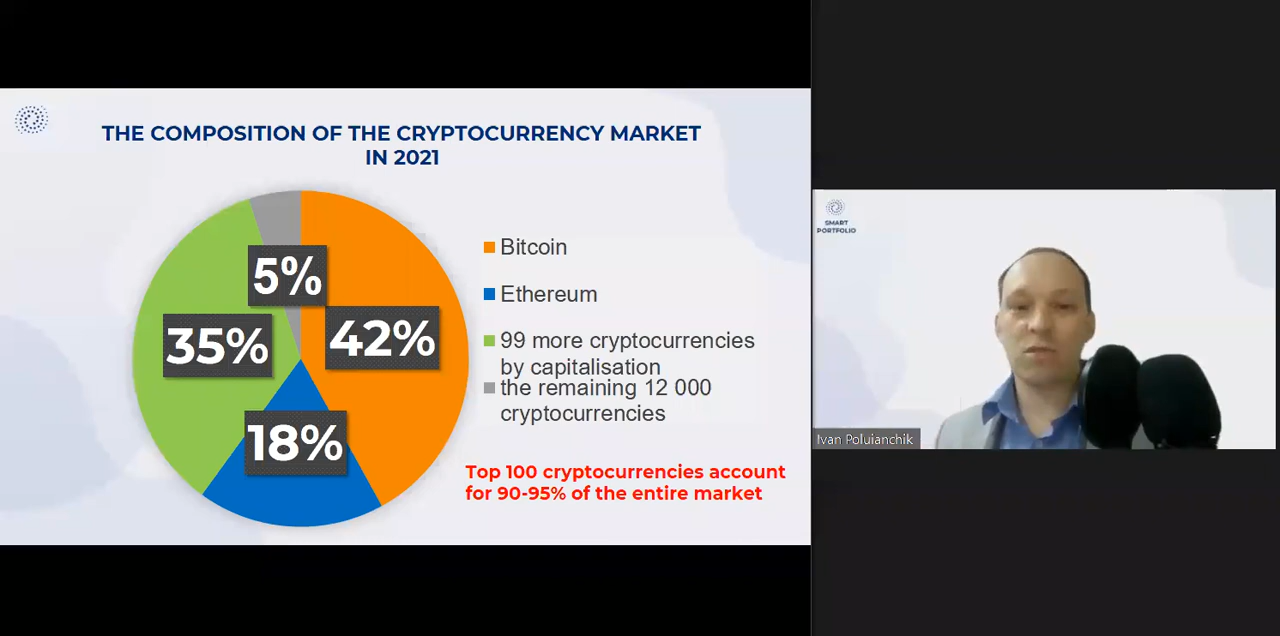 THE COMPOSITION OF THE CRYPTOCURRENCY MARKET
IN 2021
5%
35%
42%
18%
Bitcoin
Ethereum
99 more cryptocurrencies
by capitalisation
the remaining 12 000
cryptocurrencies
Top 100 cryptocurrencies account
for 90-95% of the entire market
SMART
PORTFOLIO
Ivan Poluianchik